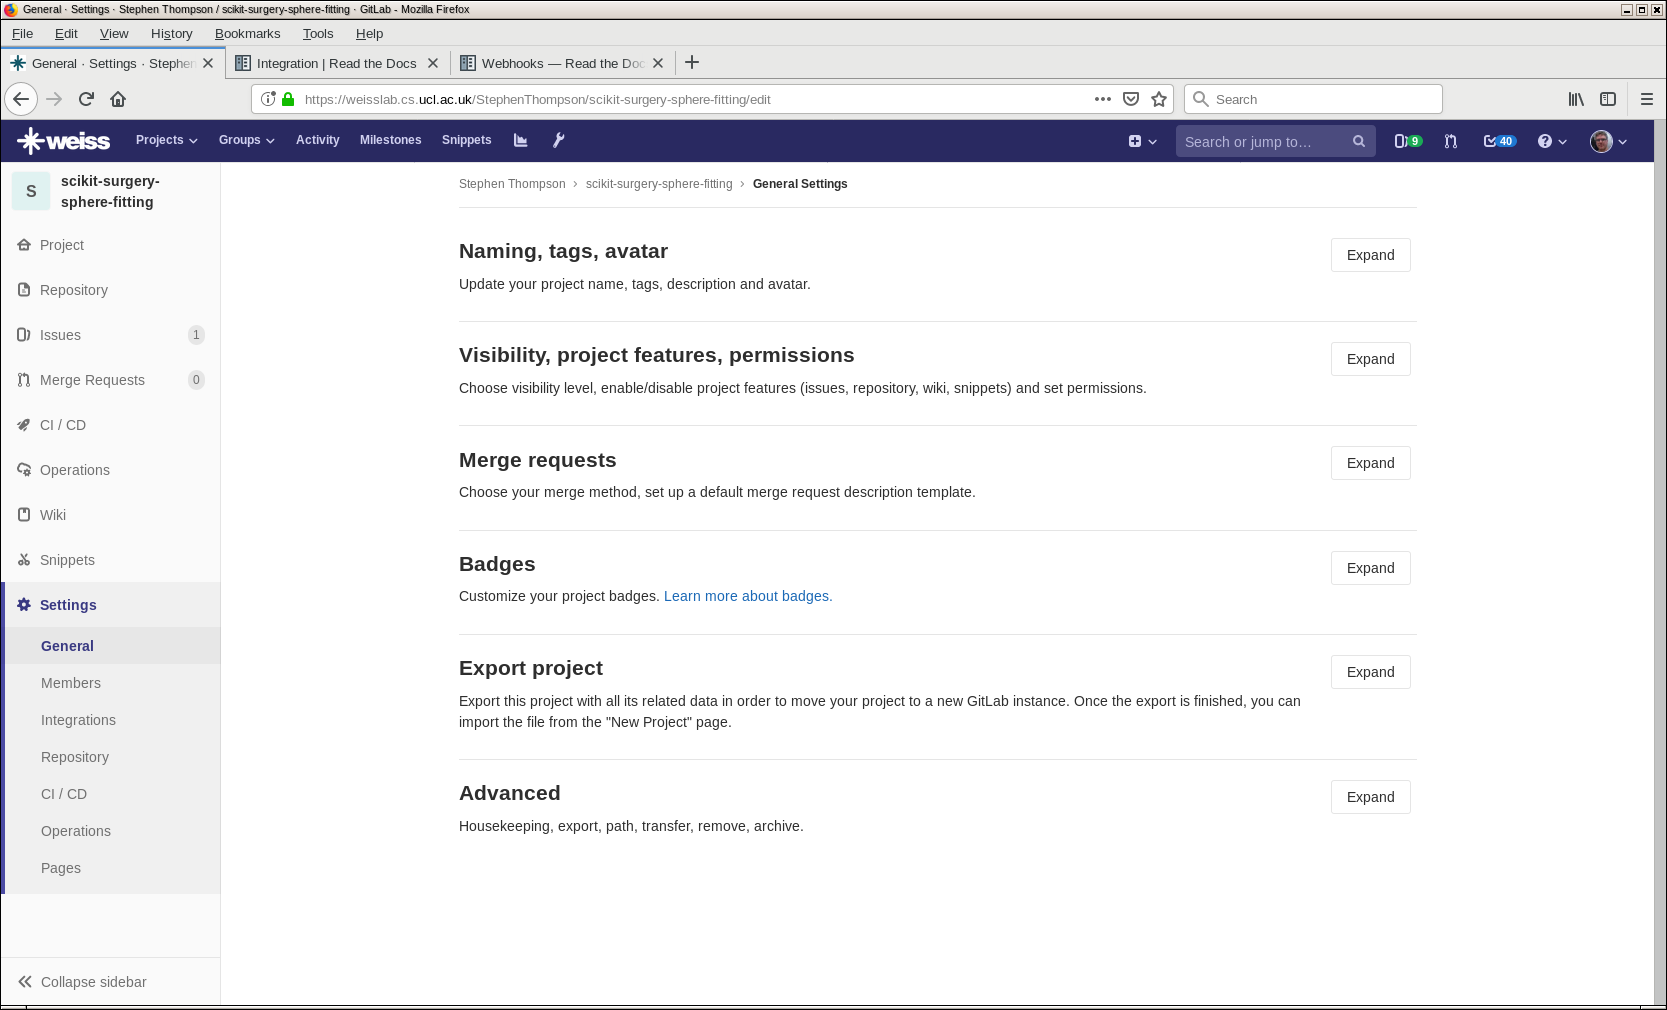 General · Settings · Stephen Thompson / scikit-surgery-sphere-fitting · GitLab - Mozilla Firefox
File Edit View History Bookmarks Tools Help
General · Settings · Stephen
Integration | Read the Docs
Webhooks — Read the Doc
https://weisslab.cs.ucl.ac.uk/StephenThompson/scikit-surgery-sphere-fitting/edit
Search
weiss
Projects Groups Activity Milestones Snippets
Search or jump to…
9
40
S
scikit-surgery-
sphere-fitting
Project
Repository
Issues 1
Merge Requests 0
CI / CD
Operations
Wiki
Snippets
Settings
General
Members
Integrations
Repository
CI / CD
Operations
Pages
Collapse sidebar
Stephen Thompson › scikit-surgery-sphere-fitting › General Settings
Naming, tags, avatar
Expand
Update your project name, tags, description and avatar.
Visibility, project features, permissions
Expand
Choose visibility level, enable/disable project features (issues, repository, wiki, snippets) and set permissions.
Merge requests
Expand
Choose your merge method, set up a default merge request description template.
Badges
Expand
Customize your project badges. Learn more about badges.
Export project
Expand
Export this project with all its related data in order to move your project to a new GitLab instance. Once the export is finished, you can
import the file from the "New Project" page.
Advanced
Expand
Housekeeping, export, path, transfer, remove, archive.